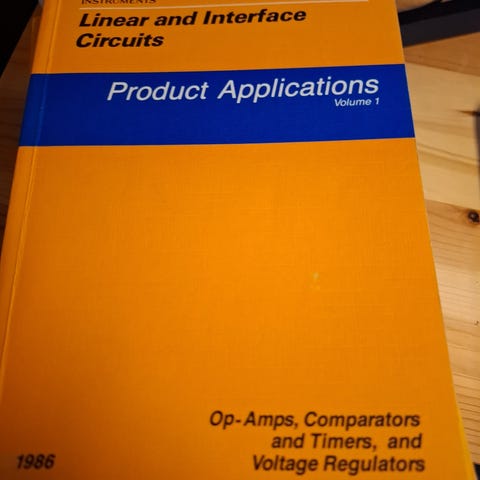 INSTRUMENTS
Linear and Interface
Circuits
Product Applications
Volume 1
Op-Amps, Comparators
and Timers, and
1986 Voltage Regulators